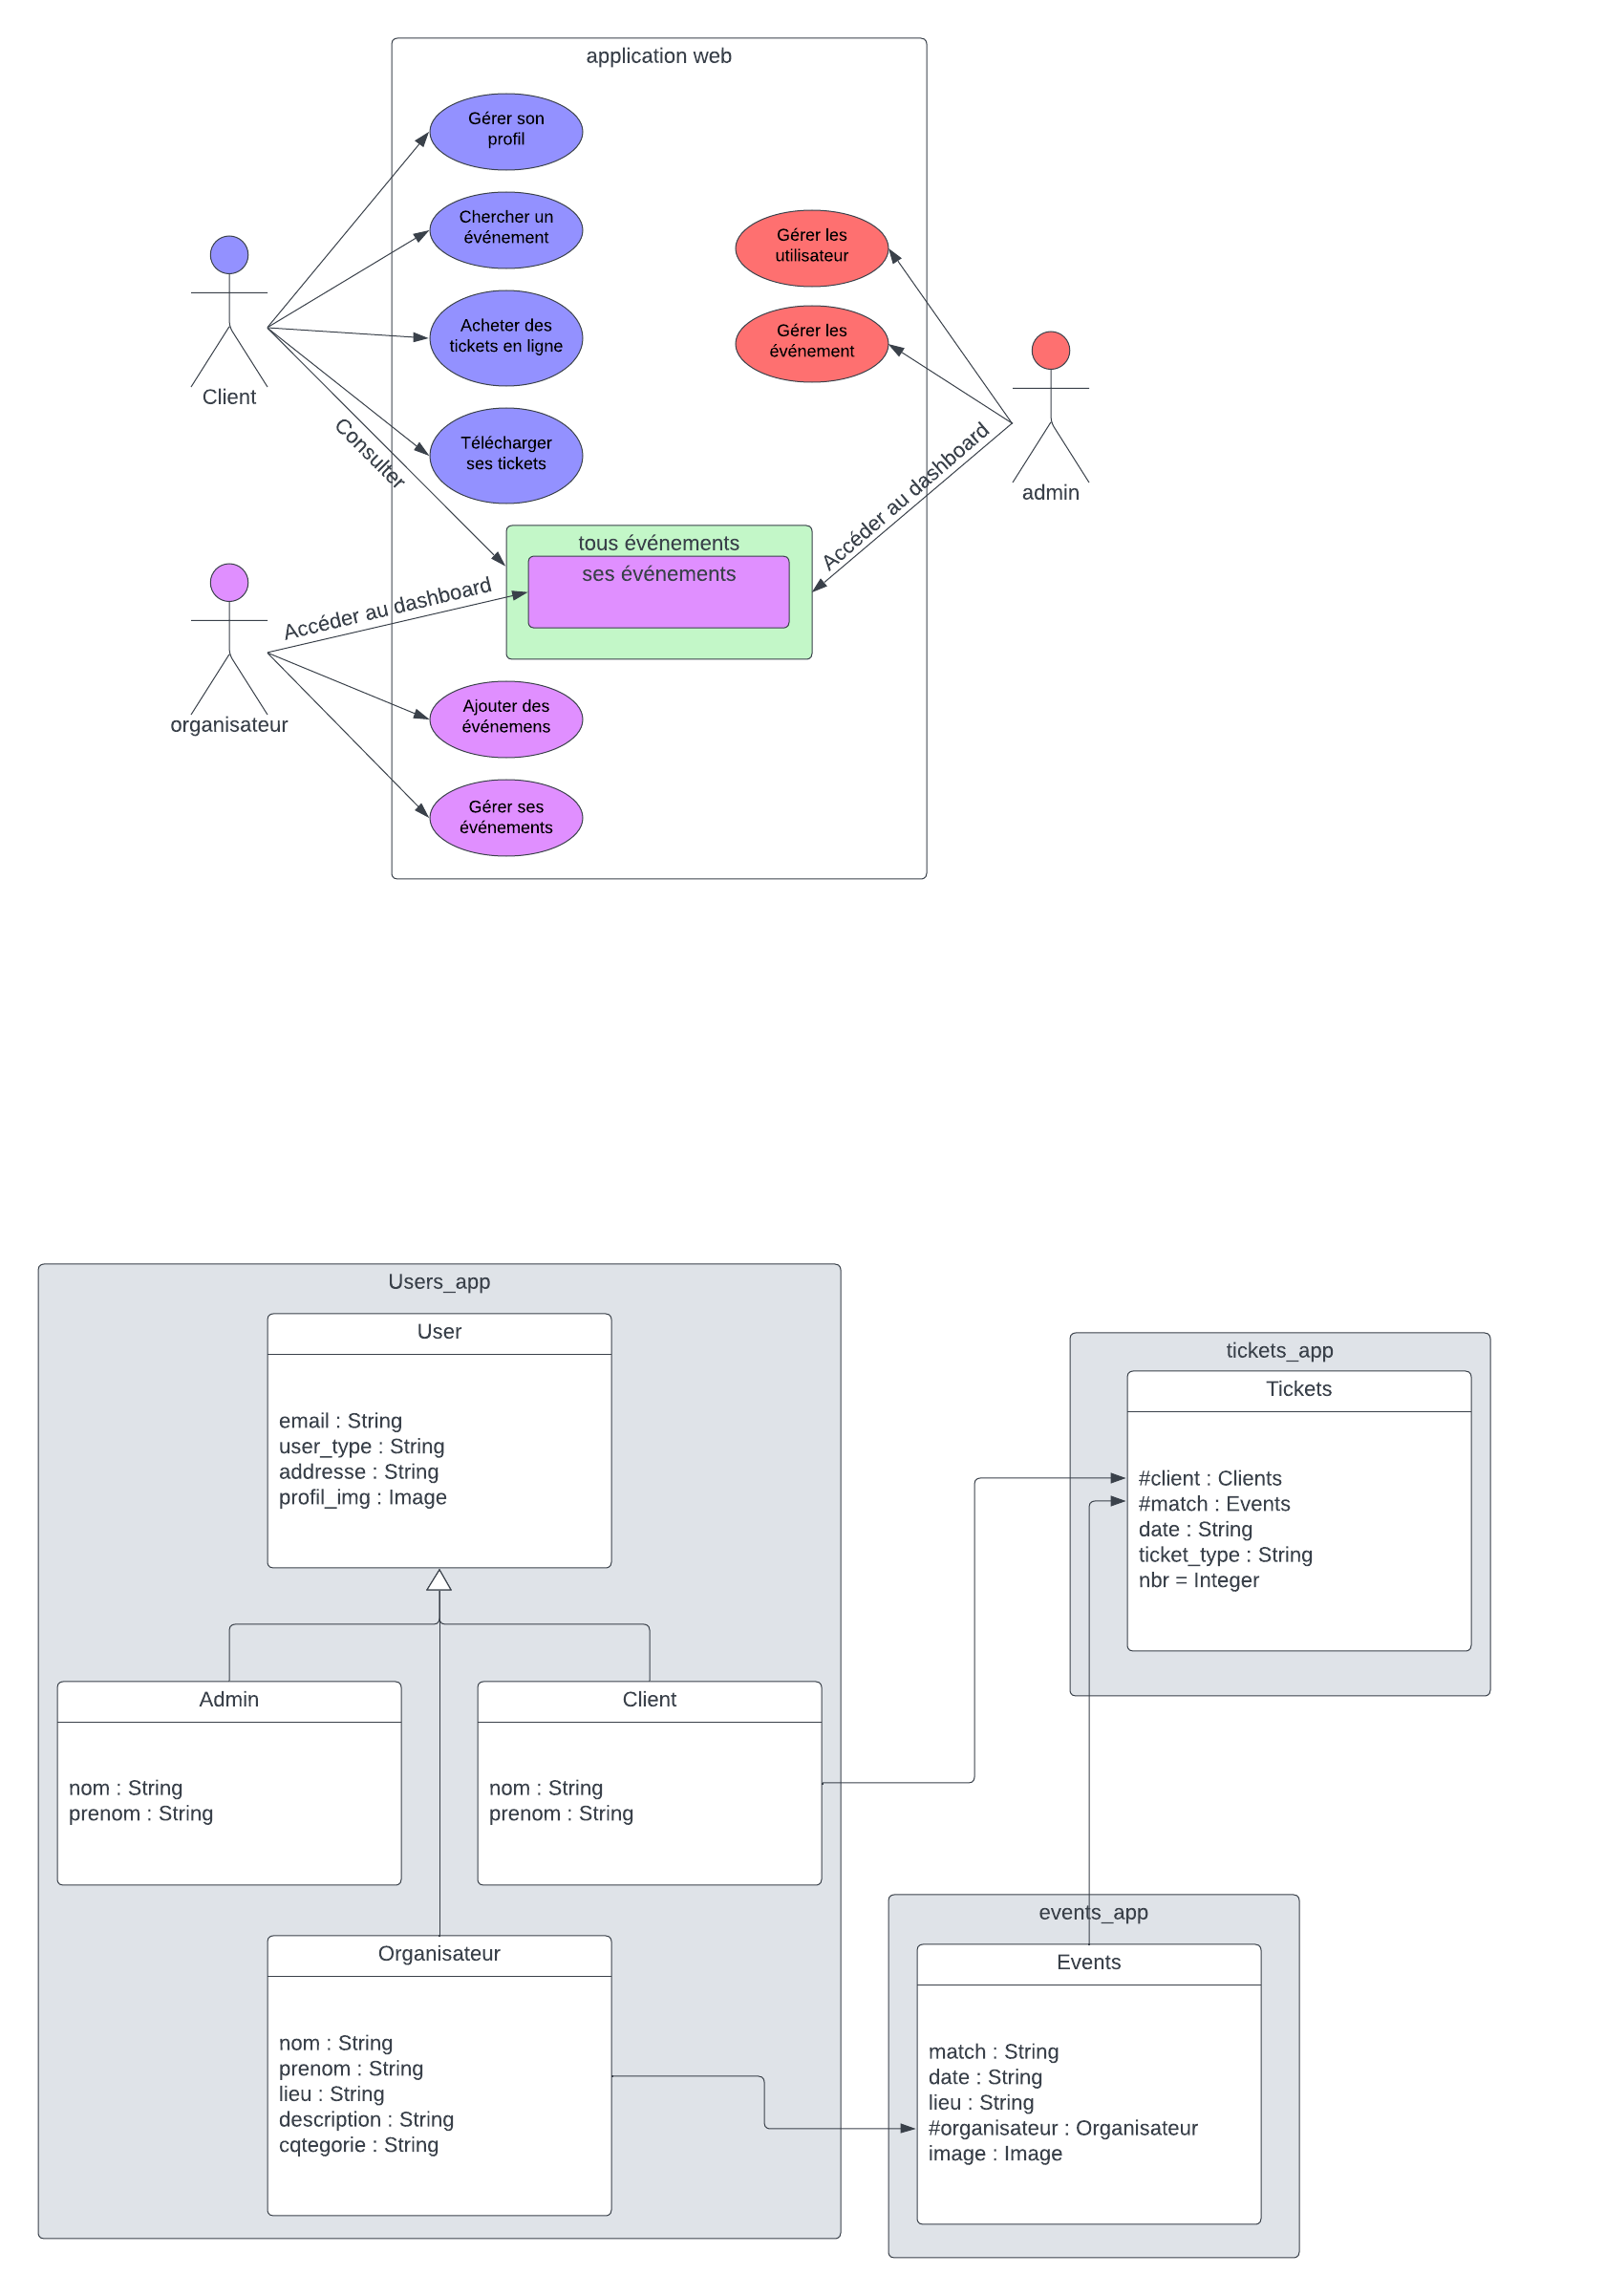 application web
Gérer son
profil
Chercher un
événement
Acheter des
tickets en ligne
Télécharger
ses tickets
Gérer les
utilisateur
Gérer les
événement
Client
admin
Consulter
Accéder au dashboard
tous événements
ses événements
Accéder au dashboard
organisateur
Ajouter des
événemens
Gérer ses
événements
Users_app
User
email : String
user_type : String
addresse : String
profil_img : Image
Admin
nom : String
prenom : String
Client
nom : String
prenom : String
Organisateur
nom : String
prenom : String
lieu : String
description : String
cqtegorie : String
tickets_app
Tickets
#client : Clients
#match : Events
date : String
ticket_type : String
nbr = Integer
events_app
Events
match : String
date : String
lieu : String
#organisateur : Organisateur
image : Image